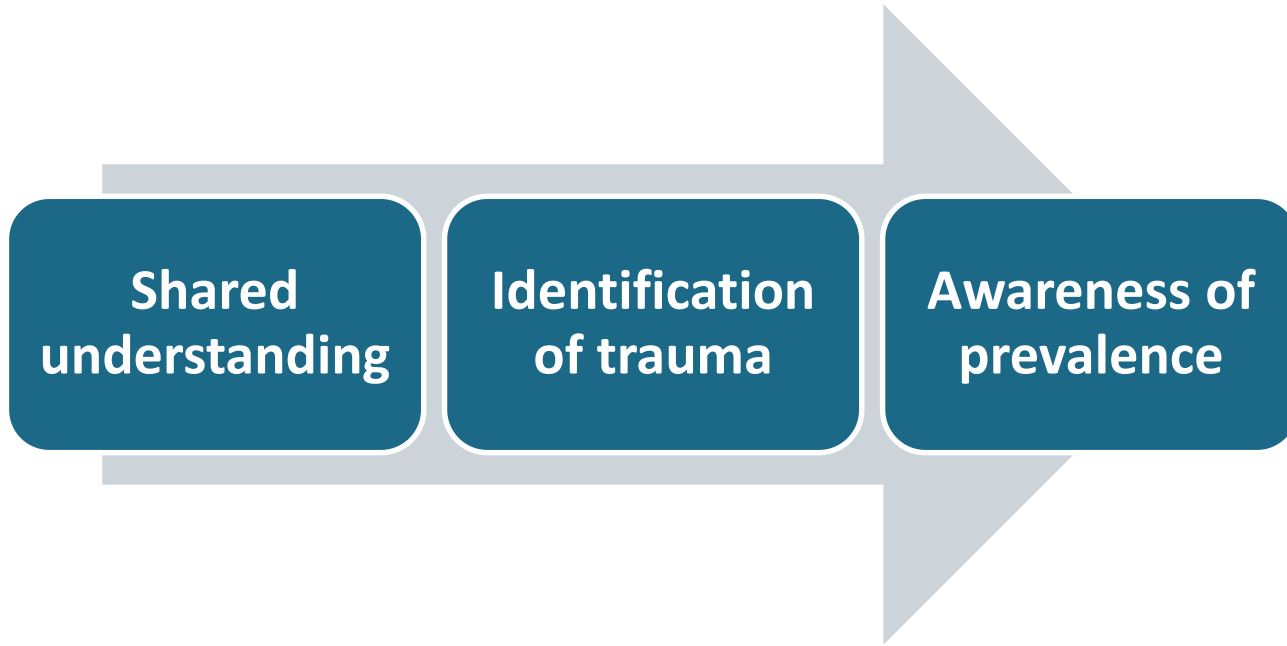 Shared
understanding
Identification
of trauma
Awareness of
prevalence